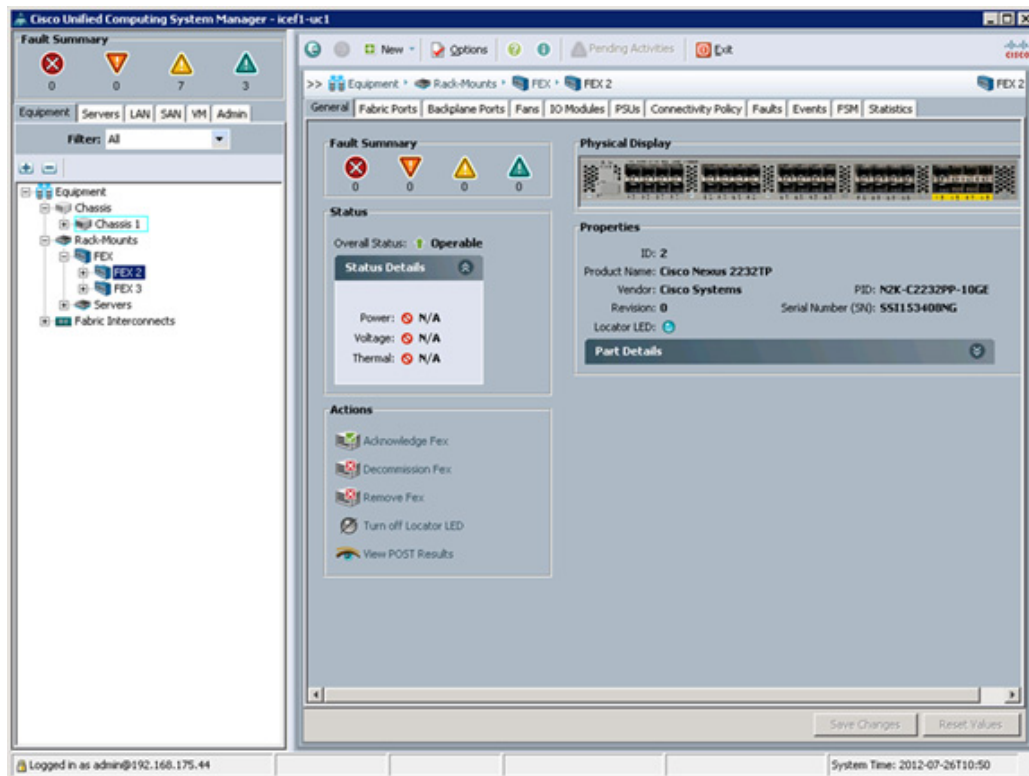 Cisco Unified Computing System Manager - icef1-uc1
Fault Summary
0 0 7 3
Equipment Servers LAN SAN VM Admin
Filter: All
Equipment
Chassis
Chassis 1
Rack-Mounts
FEX
FEX 2
FEX 3
Servers
Fabric Interconnects
New Options Pending Activities Exit
CISCO
>> Equipment Rack-Mounts FEX FEX 2
FEX 2
General Fabric Ports Backplane Ports Fans IO Modules PSUs Connectivity Policy Faults Events FSM Statistics
Fault Summary
0 0 0 0
Status
Overall Status: Operable
Status Details
Power: N/A
Voltage: N/A
Thermal: N/A
Actions
Acknowledge Fex
Decommission Fex
Remove Fex
Turn off Locator LED
View POST Results
Physical Display
Properties
ID: 2
Product Name: Cisco Nexus 2232TP
Vendor: Cisco Systems PID: N2K-C2232PP-10GE
Revision: 0 Serial Number (SN): SSI153408NG
Locator LED:
Part Details
Save Changes Reset Values
Logged in as admin@192.168.175.44
System Time: 2012-07-26T10:50